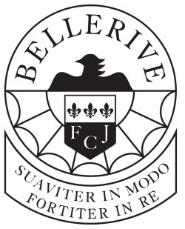 BELLERIVE
FCJ
SUAVITER IN MODO
FORTITER IN RE